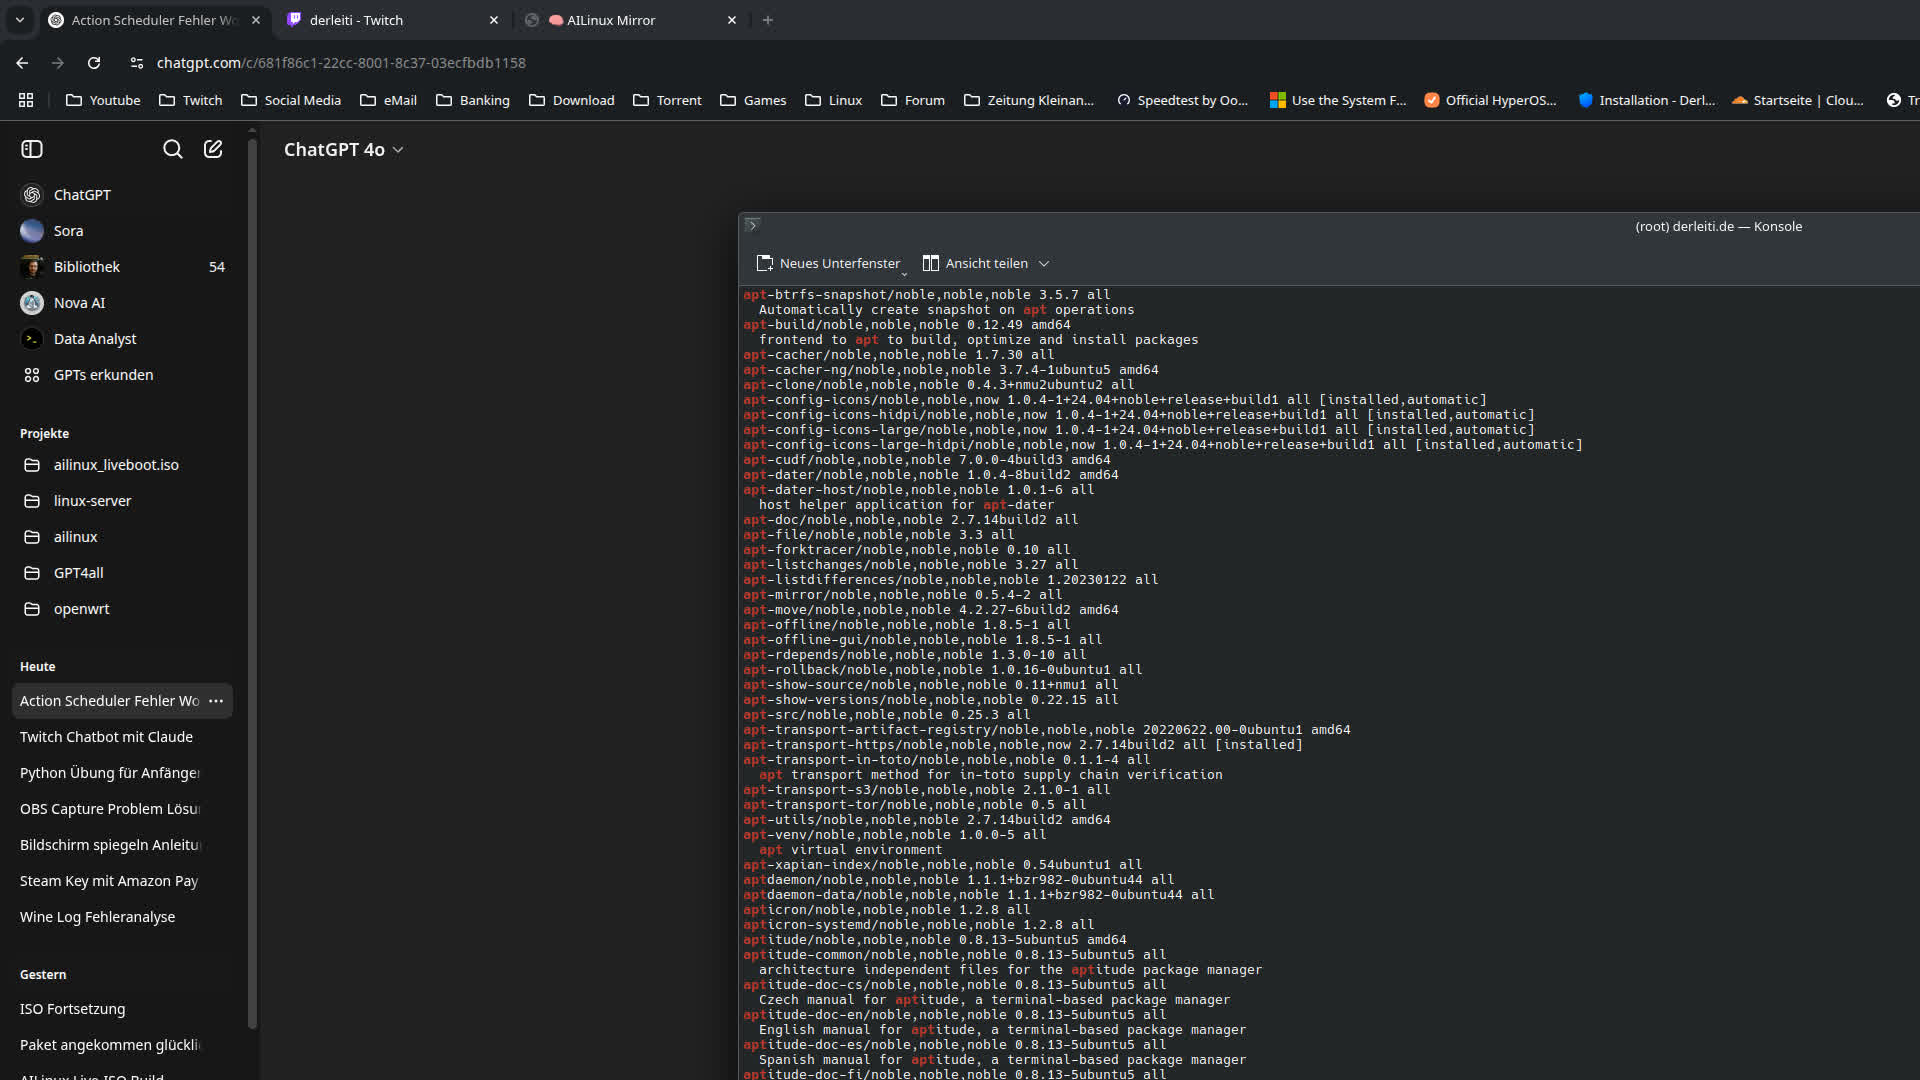 Action Scheduler Fehler Wo
derleiti - Twitch
AILinux Mirror
chatgpt.com/c/681f86c1-22cc-8001-8c37-03ecfbdb1158
Youtube
Twitch
Social Media
eMail
Banking
Download
Torrent
Games
Linux
Forum
Zeitung Kleinan...
Speedtest by Oo...
Use the System F...
Official HyperOS...
Installation - Derl...
Startseite | Clou...
Tr
ChatGPT 4o
ChatGPT
Sora
Bibliothek 54
Nova AI
Data Analyst
GPTs erkunden
Projekte
ailinux_liveboot.iso
linux-server
ailinux
GPT4all
openwrt
Heute
Action Scheduler Fehler Wo
Twitch Chatbot mit Claude
Python Übung für Anfänger
OBS Capture Problem Lösu
Bildschirm spiegeln Anleitu
Steam Key mit Amazon Pay
Wine Log Fehleranalyse
Gestern
ISO Fortsetzung
Paket angekommen glückli
AILinux Live ISO Build
(root) derleiti.de — Konsole
Neues Unterfenster
Ansicht teilen
apt-btrfs-snapshot/noble,noble,noble 3.5.7 all
Automatically create snapshot on apt operations
apt-build/noble,noble,noble 0.12.49 amd64
frontend to apt to build, optimize and install packages
apt-cacher/noble,noble,noble 1.7.30 all
apt-cacher-ng/noble,noble,noble 3.7.4-1ubuntu5 amd64
apt-clone/noble,noble,noble 0.4.3+nmu2ubuntu2 all
apt-config-icons/noble,noble,now 1.0.4-1+24.04+noble+release+build1 all [installed,automatic]
apt-config-icons-hidpi/noble,noble,now 1.0.4-1+24.04+noble+release+build1 all [installed,automatic]
apt-config-icons-large/noble,noble,now 1.0.4-1+24.04+noble+release+build1 all [installed,automatic]
apt-config-icons-large-hidpi/noble,noble,now 1.0.4-1+24.04+noble+release+build1 all [installed,automatic]
apt-cudf/noble,noble,noble 7.0.0-4build3 amd64
apt-dater/noble,noble,noble 1.0.4-8build2 amd64
apt-dater-host/noble,noble,noble 1.0.1-6 all
host helper application for apt-dater
apt-doc/noble,noble,noble 2.7.14build2 all
apt-file/noble,noble,noble 3.3 all
apt-forktracer/noble,noble,noble 0.10 all
apt-listchanges/noble,noble,noble 3.27 all
apt-listdifferences/noble,noble,noble 1.20230122 all
apt-mirror/noble,noble,noble 0.5.4-2 all
apt-move/noble,noble,noble 4.2.27-6build2 amd64
apt-offline/noble,noble,noble 1.8.5-1 all
apt-offline-gui/noble,noble,noble 1.8.5-1 all
apt-rdepends/noble,noble,noble 1.3.0-10 all
apt-rollback/noble,noble,noble 1.0.16-0ubuntu1 all
apt-show-source/noble,noble,noble 0.11+nmu1 all
apt-show-versions/noble,noble,noble 0.22.15 all
apt-src/noble,noble,noble 0.25.3 all
apt-transport-artifact-registry/noble,noble,noble 20220622.00-0ubuntu1 amd64
apt-transport-https/noble,noble,noble,now 2.7.14build2 all [installed]
apt-transport-in-toto/noble,noble,noble 0.1.1-4 all
apt transport method for in-toto supply chain verification
apt-transport-s3/noble,noble,noble 2.1.0-1 all
apt-transport-tor/noble,noble,noble 0.5 all
apt-utils/noble,noble,noble 2.7.14build2 amd64
apt-venv/noble,noble,noble 1.0.0-5 all
apt virtual environment
apt-xapian-index/noble,noble,noble 0.54ubuntu1 all
aptdaemon/noble,noble,noble 1.1.1+bzr982-0ubuntu44 all
aptdaemon-data/noble,noble,noble 1.1.1+bzr982-0ubuntu44 all
apticron/noble,noble,noble 1.2.8 all
apticron-systemd/noble,noble,noble 1.2.8 all
aptitude/noble,noble,noble 0.8.13-5ubuntu5 amd64
aptitude-common/noble,noble,noble 0.8.13-5ubuntu5 all
architecture independent files for the aptitude package manager
aptitude-doc-cs/noble,noble,noble 0.8.13-5ubuntu5 all
Czech manual for aptitude, a terminal-based package manager
aptitude-doc-en/noble,noble,noble 0.8.13-5ubuntu5 all
English manual for aptitude, a terminal-based package manager
aptitude-doc-es/noble,noble,noble 0.8.13-5ubuntu5 all
Spanish manual for aptitude, a terminal-based package manager
aptitude-doc-fi/noble,noble,noble 0.8.13-5ubuntu5 all